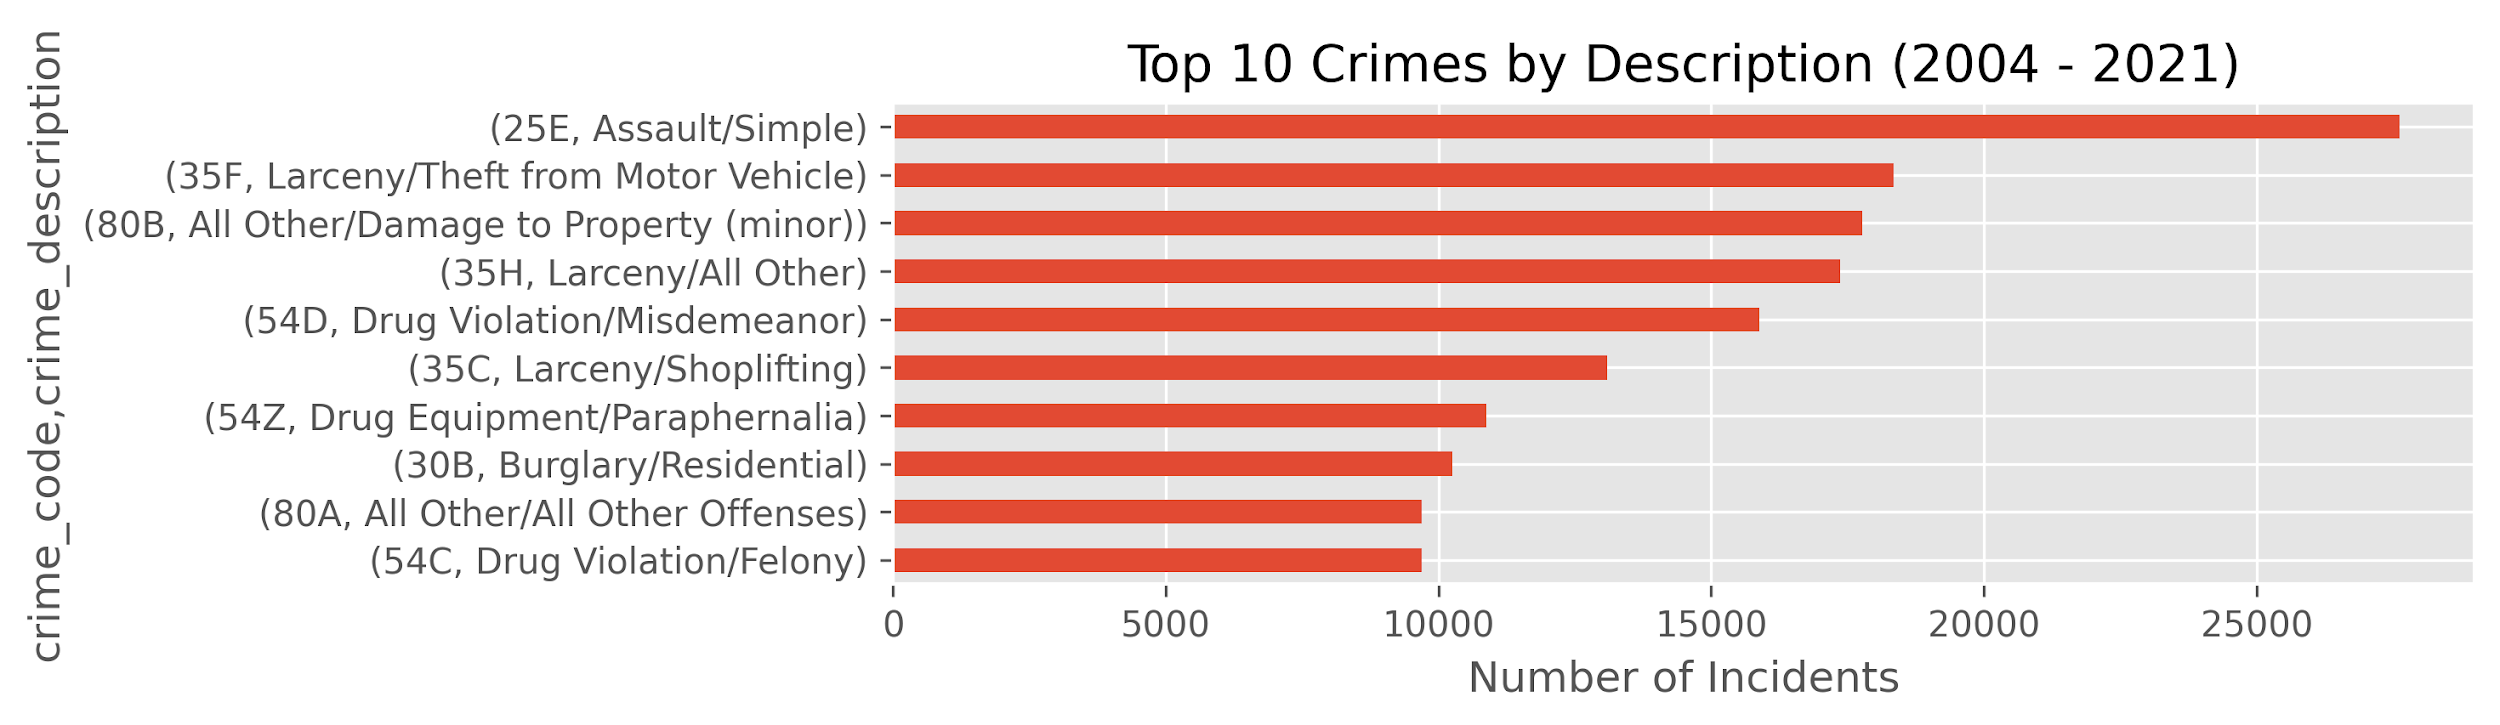 Top 10 Crimes by Description (2004 - 2021)
crime_code,crime_description
(25E, Assault/Simple)
(35F, Larceny/Theft from Motor Vehicle)
(80B, All Other/Damage to Property (minor))
(35H, Larceny/All Other)
(54D, Drug Violation/Misdemeanor)
(35C, Larceny/Shoplifting)
(54Z, Drug Equipment/Paraphernalia)
(30B, Burglary/Residential)
(80A, All Other/All Other Offenses)
(54C, Drug Violation/Felony)
0 5000 10000 15000 20000 25000
Number of Incidents